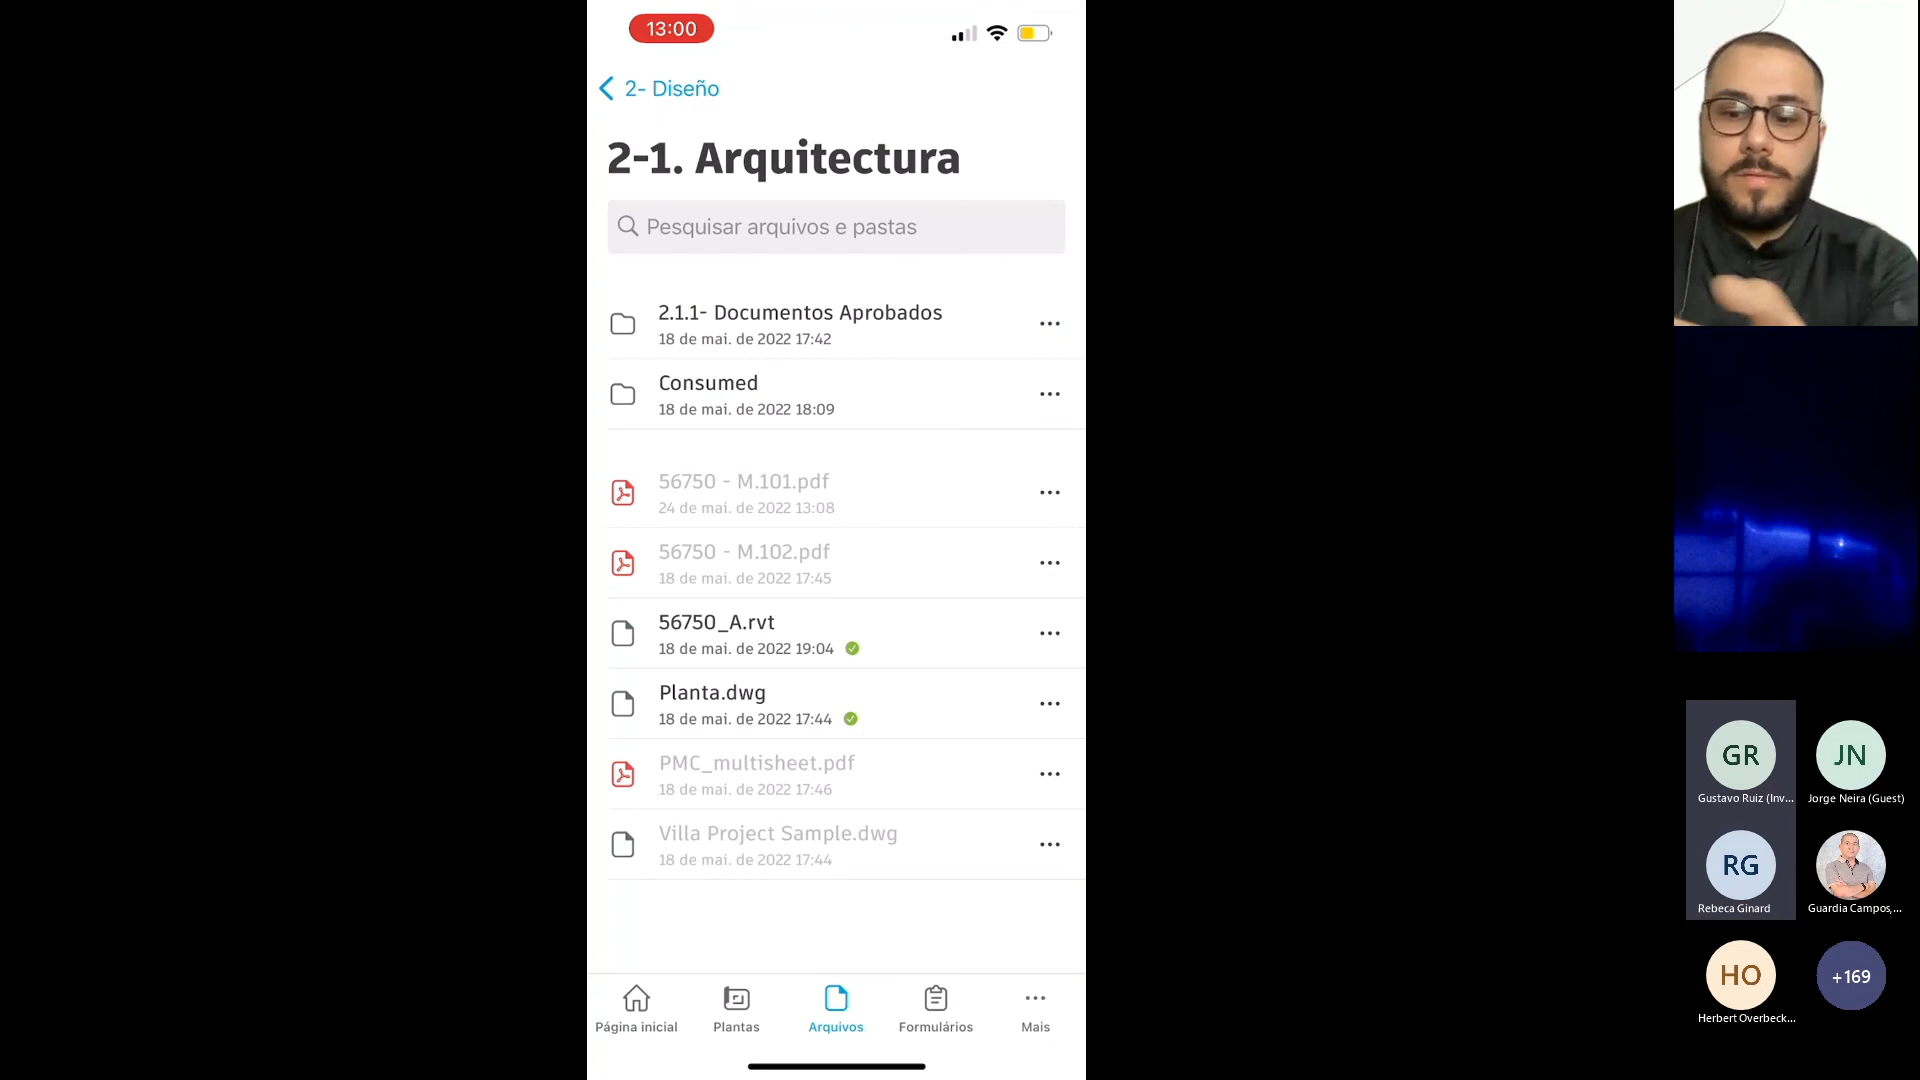 13:00
2- Diseño
2-1. Arquitectura
Pesquisar arquivos e pastas
2.1.1- Documentos Aprobados
18 de mai. de 2022 17:42
Consumed
18 de mai. de 2022 18:09
56750 - M.101.pdf
24 de mai. de 2022 13:08
56750 - M.102.pdf
18 de mai. de 2022 17:45
56750_A.rvt
18 de mai. de 2022 19:04
Planta.dwg
18 de mai. de 2022 17:44
PMC_multisheet.pdf
18 de mai. de 2022 17:46
Villa Project Sample.dwg
18 de mai. de 2022 17:44
Página inicial
Plantas
Arquivos
Formulários
Mais
GR
Gustavo Ruiz (Inv...
JN
Jorge Neira (Guest)
RG
Rebeca Ginard
Guardia Campos,...
HO
Herbert Overbeck...
+169